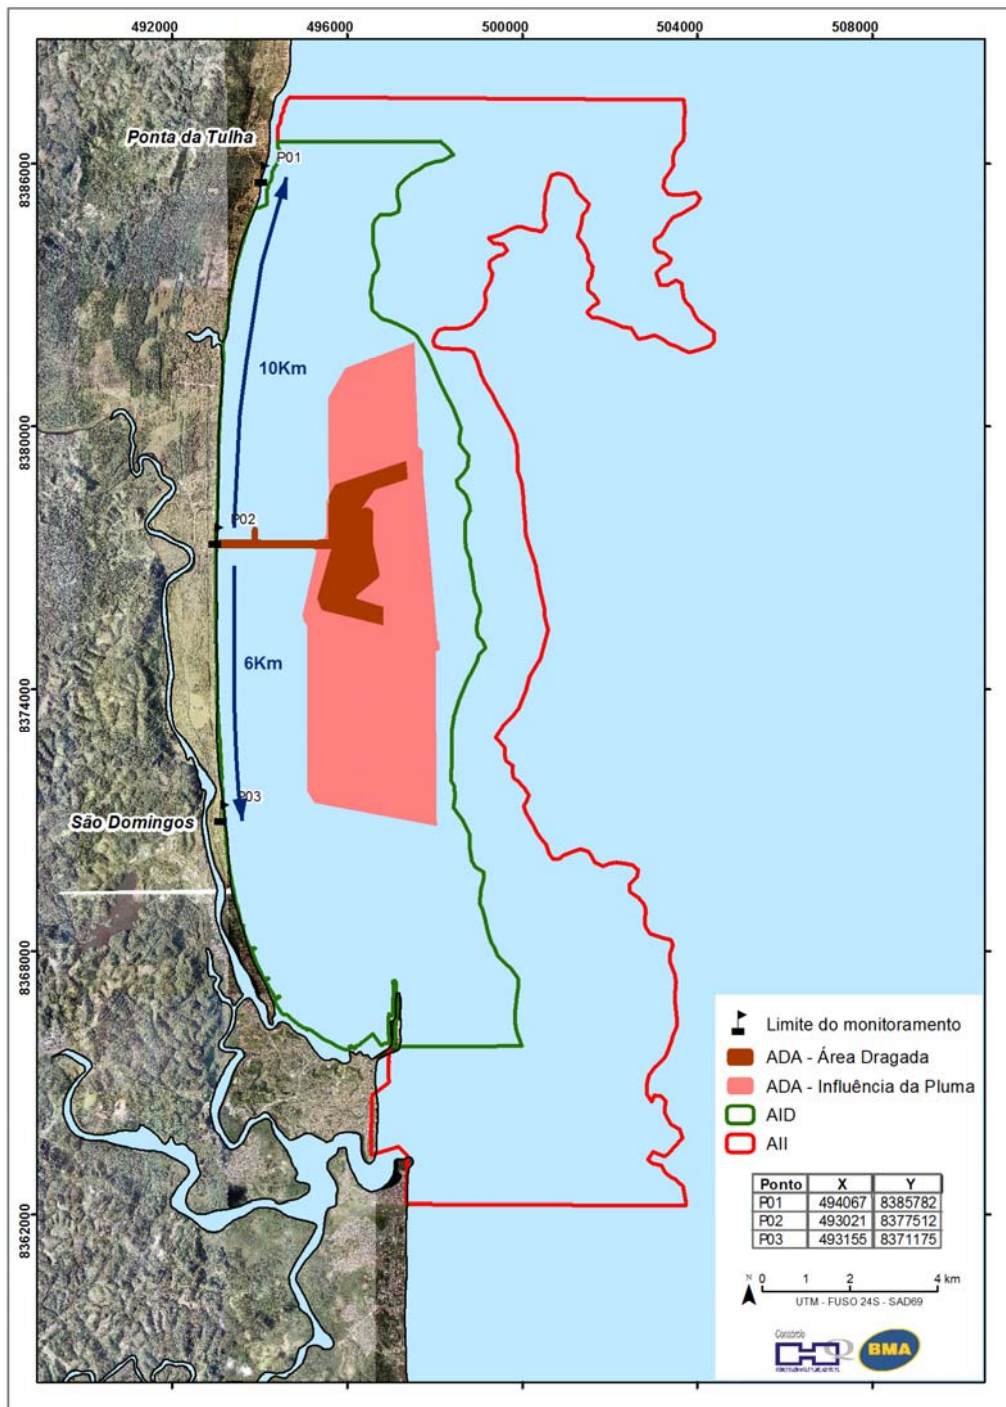 492000 496000 500000 504000 508000
Ponta da Tulha
P01
8386000
10Km
8380000
P02
6Km
8374000
P03
São Domingos
8368000
8362000
Limite do monitoramento
ADA - Área Dragada
ADA - Influência da Pluma
AID
AII
Ponto X Y
P01 494067 8385782
P02 493021 8377512
P03 493155 8371175
N 0 1 2 4 km
UTM - FUSO 24S - SAD69
Consórcio
BMA